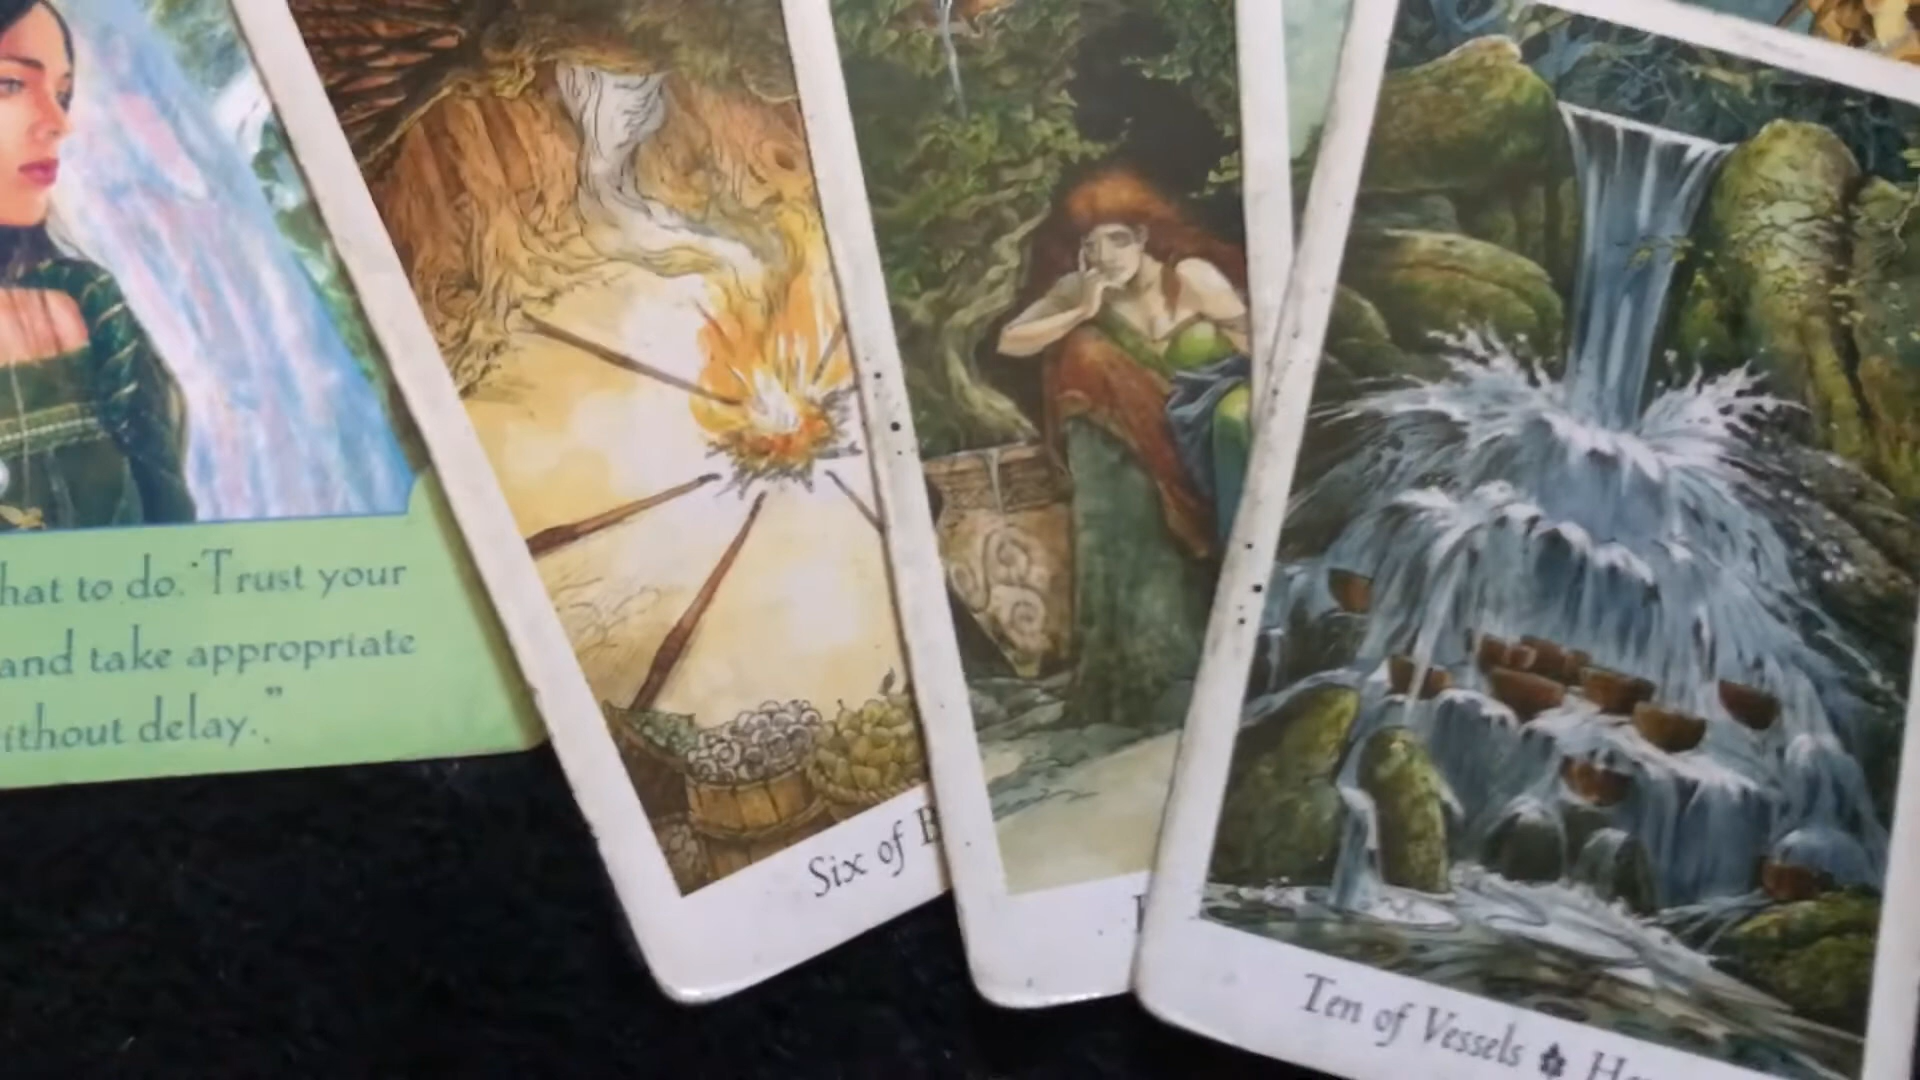 hat to do. Trust your
and take appropriate
ithout delay."
Six of B
Ten of Vessels